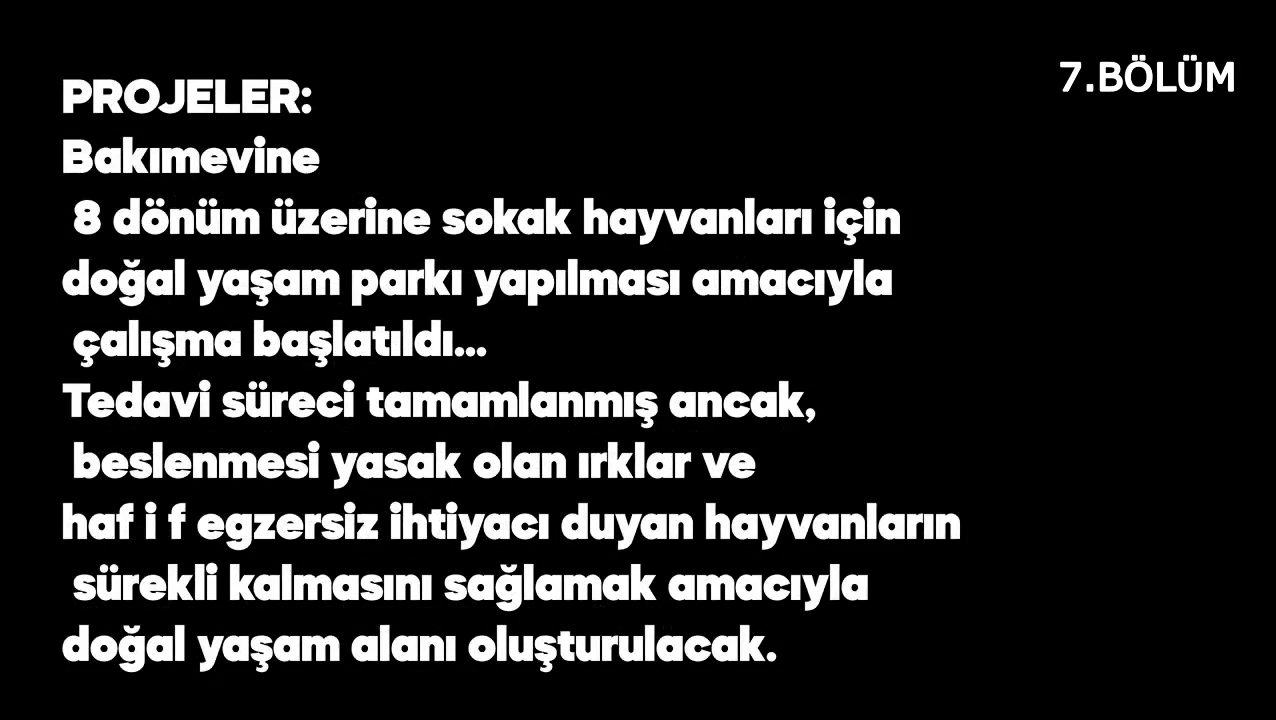 7.BÖLÜM
PROJELER:
Bakımevine
8 dönüm üzerine sokak hayvanları için
doğal yaşam parkı yapılması amacıyla
çalışma başlatıldı...
Tedavi süreci tamamlanmış ancak,
beslenmesi yasak olan ırklar ve
haf i f egzersiz ihtiyacı duyan hayvanların
sürekli kalmasını sağlamak amacıyla
doğal yaşam alanı oluşturulacak.